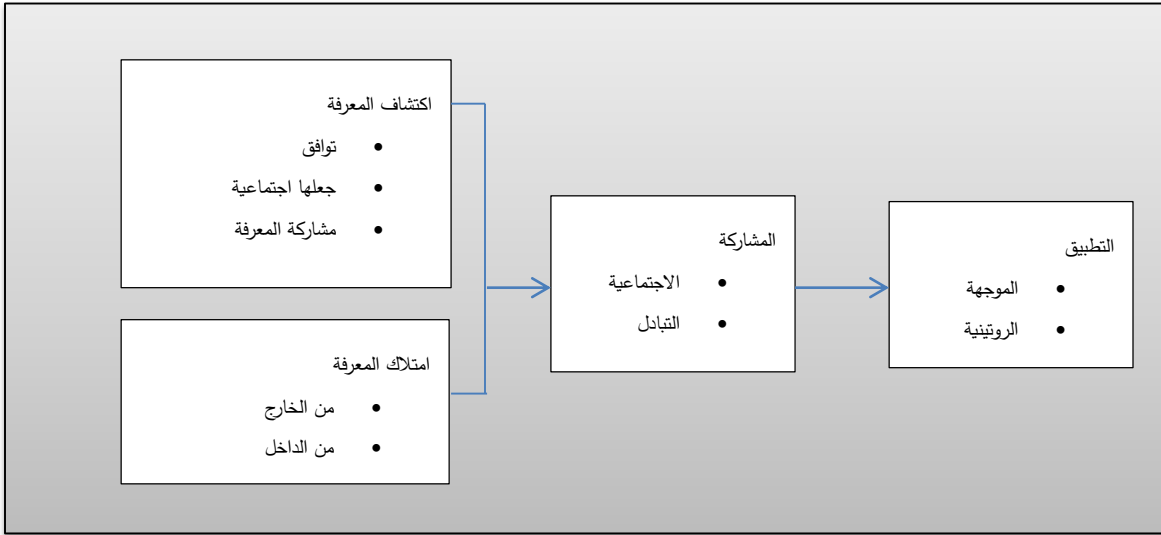 اكتشاف المعرفة
• توافق
• جعلها اجتماعية
• مشاركة المعرفة
امتلاك المعرفة
• من الخارج
• من الداخل
المشاركة
• الاجتماعية
• التبادل
التطبيق
• الموجهة
• الروتينية